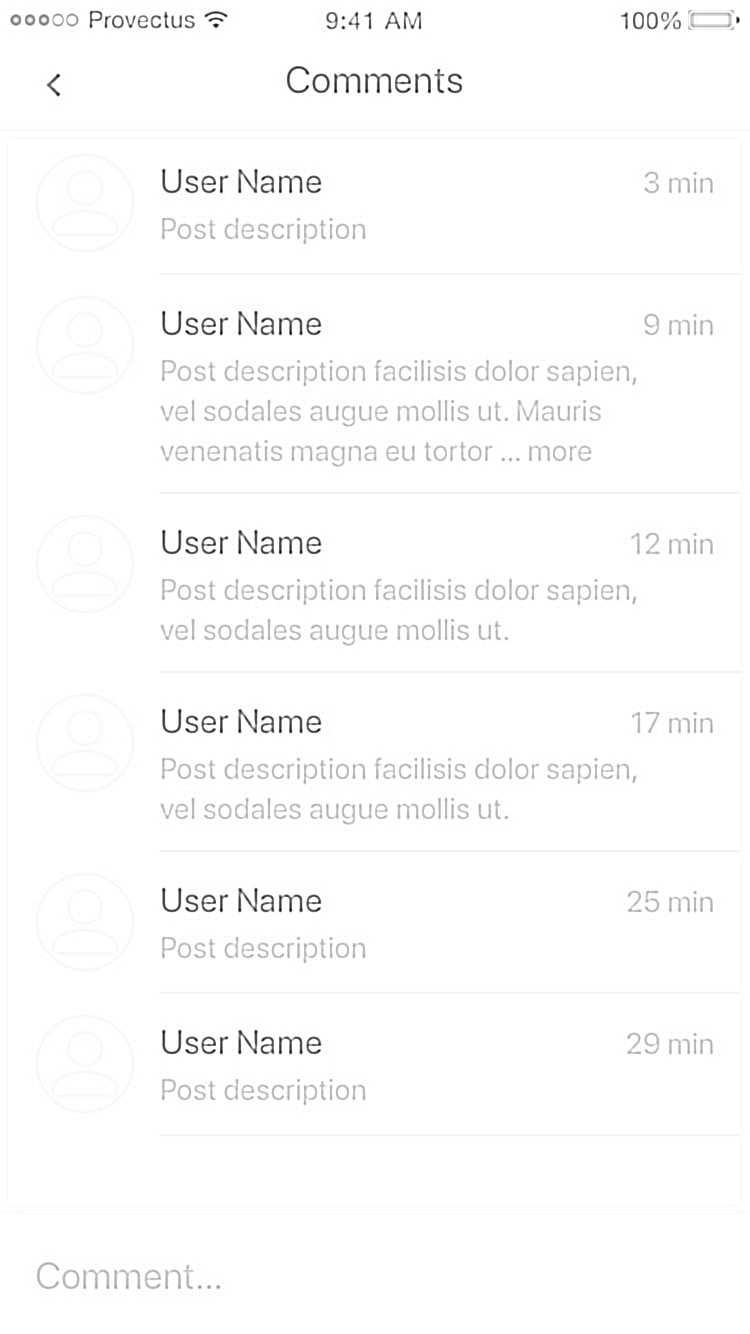 Provectus 9:41 AM 100%
Comments
User Name 3 min
Post description
User Name 9 min
Post description facilisis dolor sapien,
vel sodales augue mollis ut. Mauris
venenatis magna eu tortor ... more
User Name 12 min
Post description facilisis dolor sapien,
vel sodales augue mollis ut.
User Name 17 min
Post description facilisis dolor sapien,
vel sodales augue mollis ut.
User Name 25 min
Post description
User Name 29 min
Post description
Comment...